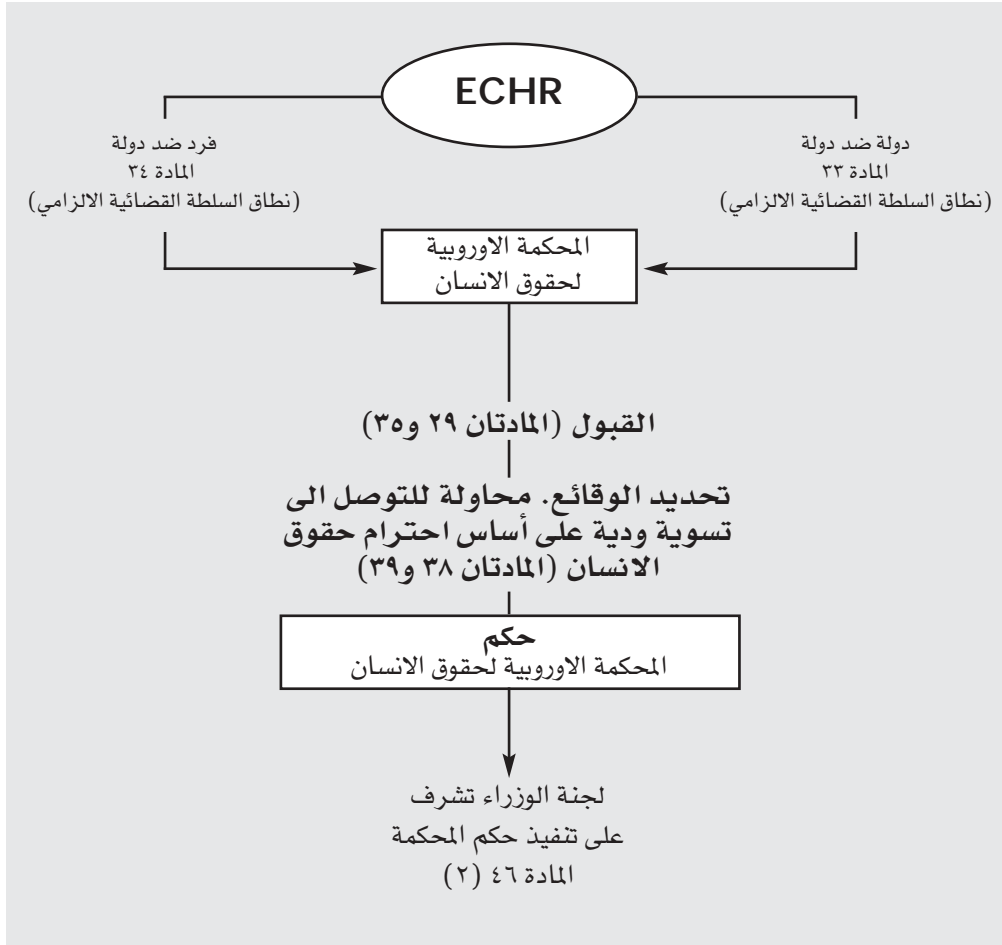 ECHR
دولة ضد دولة
المادة ٣٣
(نطاق السلطة القضائية الالزامي)
فرد ضد دولة
المادة ٣٤
(نطاق السلطة القضائية الالزامي)
المحكمة الاوروبية
لحقوق الانسان
القبول (المادتان ٢٩ و٣٥)
تحديد الوقائع. محاولة للتوصل الى
تسوية ودية على أساس احترام حقوق
الانسان (المادتان ٣٨ و٣٩)
حكم
المحكمة الاوروبية لحقوق الانسان
لجنة الوزراء تشرف
على تنفيذ حكم المحكمة
المادة ٤٦ (٢)